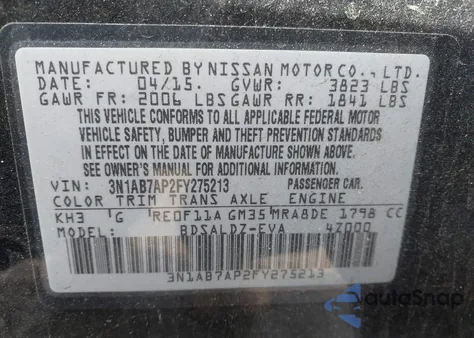 MANUFACTURED BY NISSAN MOTOR CO., LTD.
DATE: 04/15. GVWR: 3823 LBS
GAWR FR: 2006 LBS GAWR RR: 1841 LBS
THIS VEHICLE CONFORMS TO ALL APPLICABLE FEDERAL MOTOR
VEHICLE SAFETY, BUMPER AND THEFT PREVENTION STANDARDS
IN EFFECT ON THE DATE OF MANUFACTURE SHOWN ABOVE.
SEE OWNER'S MANUAL FOR ADDITIONAL INFORMATION.
VIN: 3N1AB7AP2FY275213 PASSENGER CAR.
COLOR TRIM TRANS AXLE ENGINE
KH3 G RE0F11A GM35 MRA8DE 1798 CC
MODEL: BDSALDZ-EVA 4Z000
3N1AB7AP2FY275213
AutoSnap